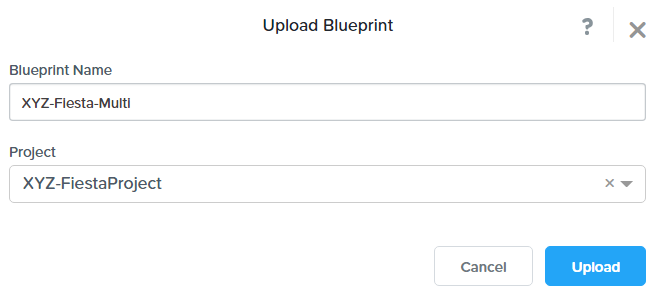 Upload Blueprint
?
Blueprint Name
XYZ-Fiesta-Multi
Project
XYZ-FiestaProject
Cancel
Upload